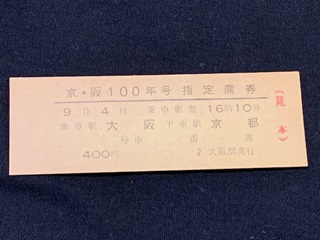 京・阪100年号 指定席券
9月4日 乗車駅発 16時10分
乗車駅 大阪 下車駅 京都
号車 番 席
400円 2 大阪駅発行
(見本)